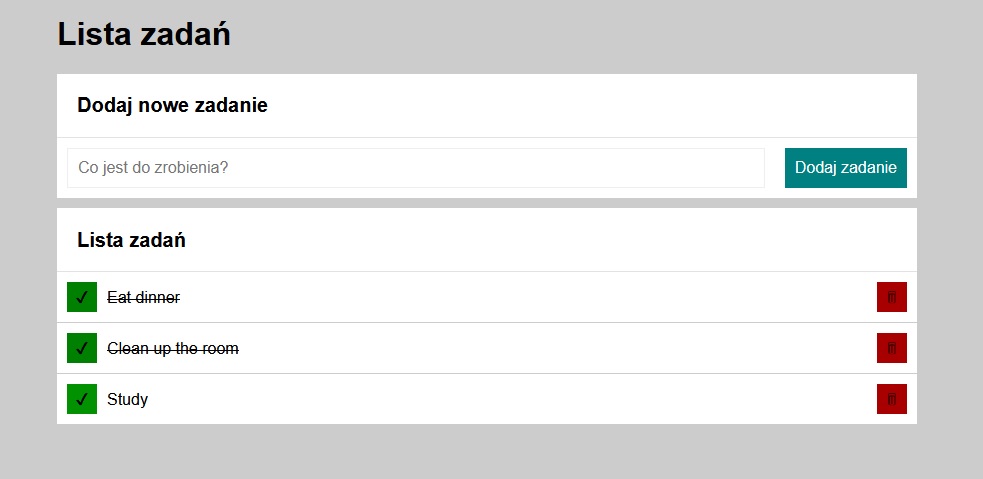 Lista zadań
Dodaj nowe zadanie
Co jest do zrobienia?
Dodaj zadanie
Lista zadań
✔ Eat dinner
✔ Clean up the room
✔ Study